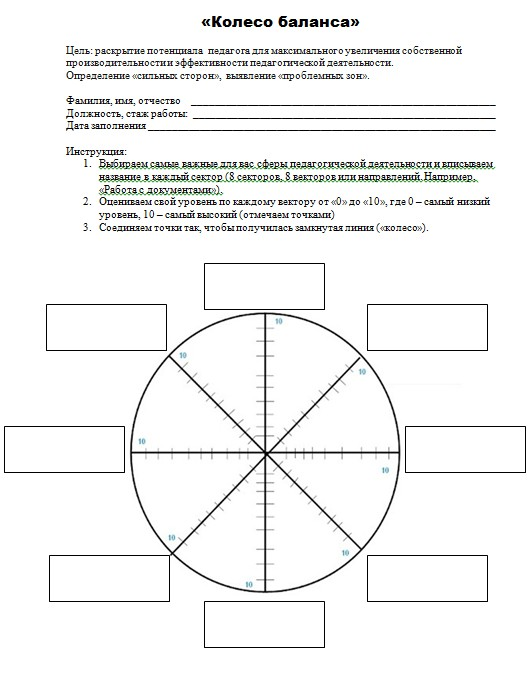 «Колесо баланса»
Цель: раскрытие потенциала педагога для максимального увеличения собственной
производительности и эффективности педагогической деятельности.
Определение «сильных сторон», выявление «проблемных зон».
Фамилия, имя, отчество
Должность, стаж работы:
Дата заполнения
Инструкция:
1. Выбираем самые важные для вас сферы педагогической деятельности и вписываем
название в каждый сектор (8 секторов, 8 векторов или направлений. Например,
«Работа с документами»),
2. Оцениваем свой уровень по каждому вектору от «0» до «10», где 0 – самый низкий
уровень, 10 – самый высокий (отмечаем точками)
3. Соединяем точки так, чтобы получилась замкнутая линия («колесо»).
10
10
10
10
10
10
10
10